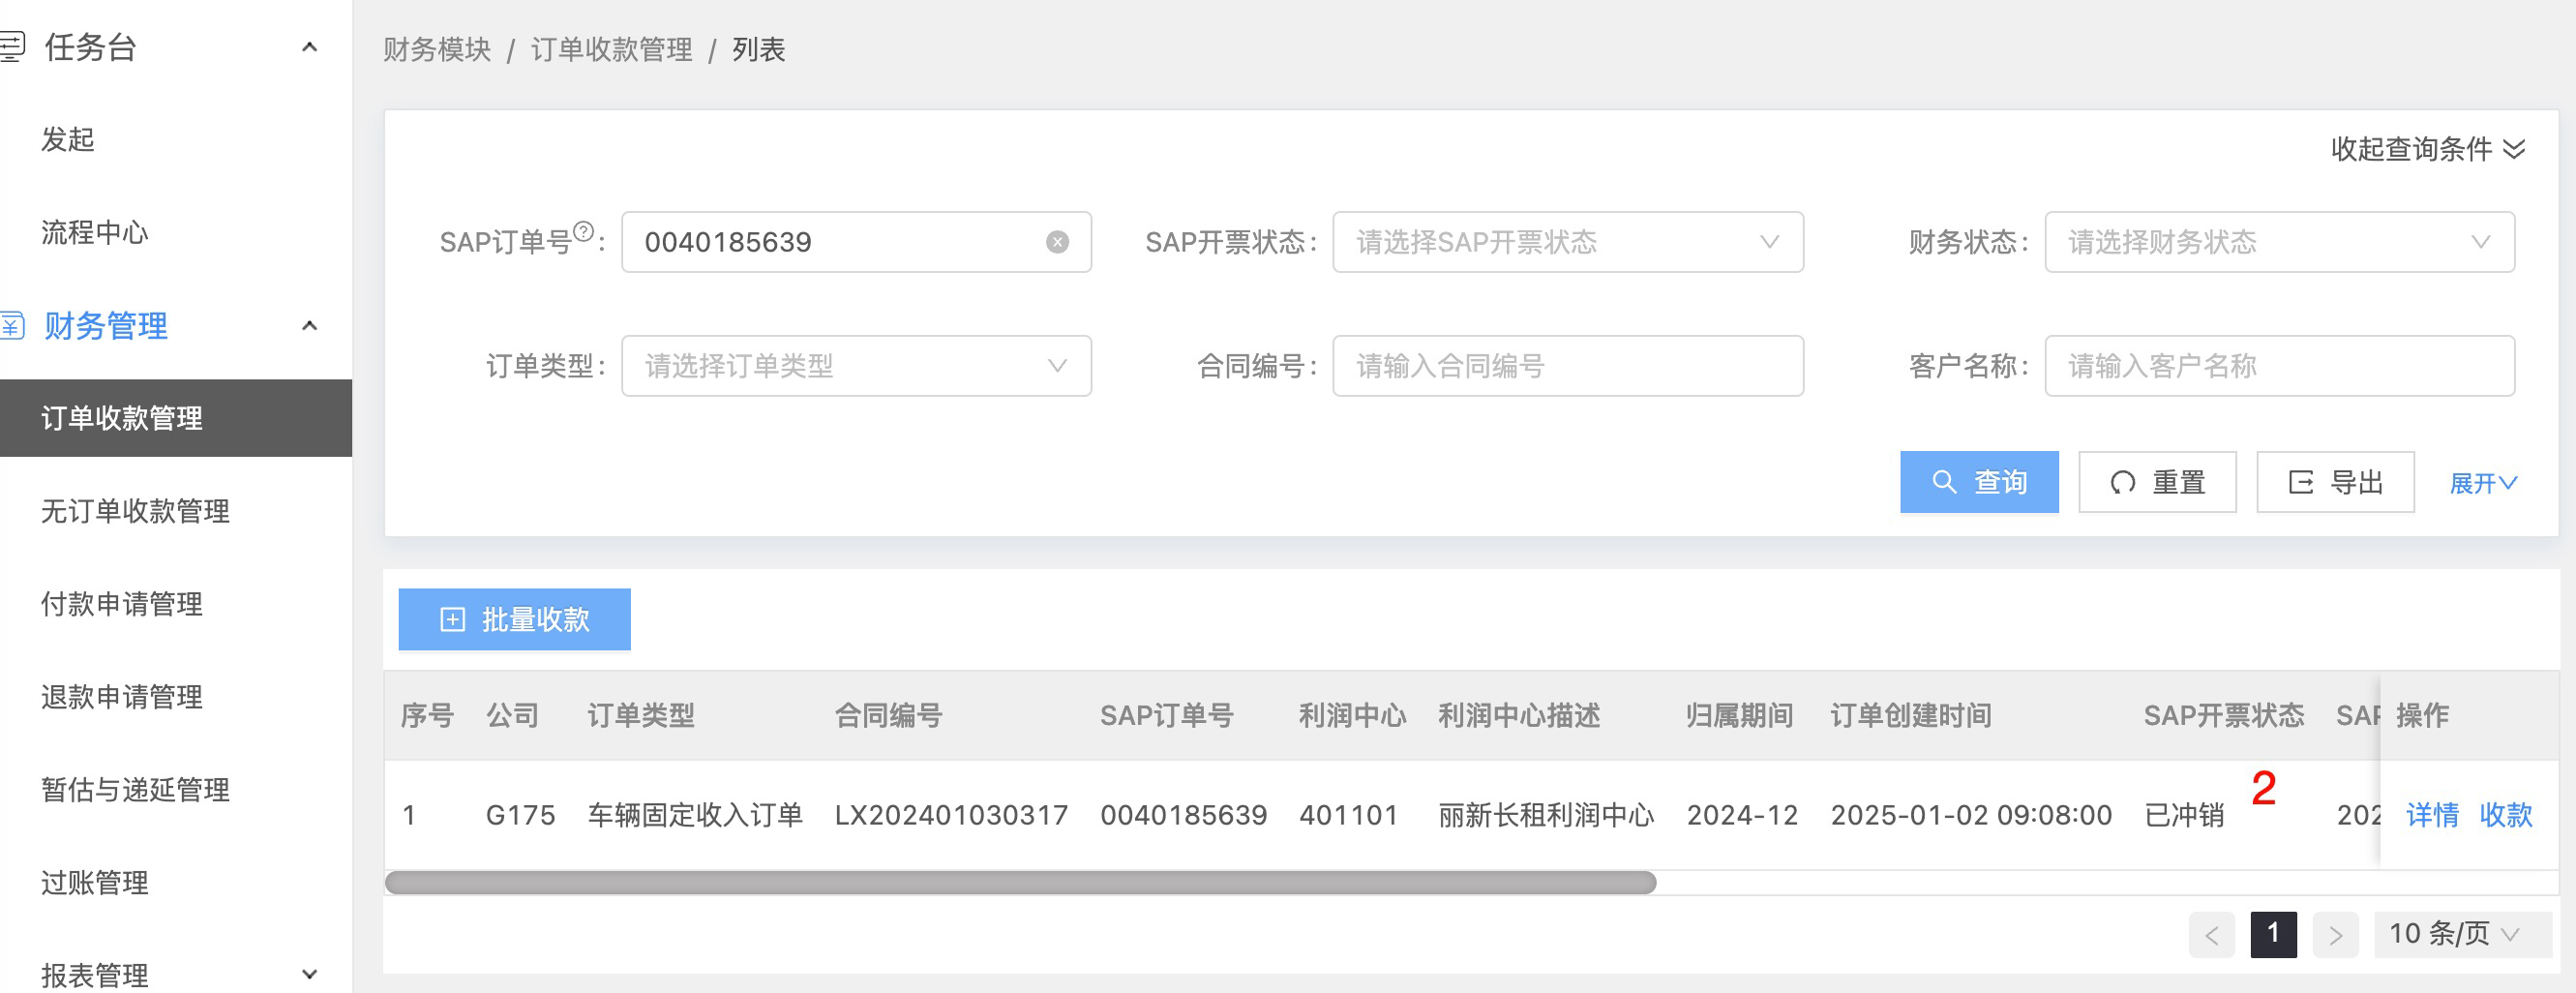 任务台
发起
流程中心
财务管理
订单收款管理
无订单收款管理
付款申请管理
退款申请管理
暂估与递延管理
过账管理
报表管理
财务模块 / 订单收款管理 / 列表
收起查询条件
SAP订单号? : 0040185639 SAP开票状态 : 请选择SAP开票状态 财务状态 : 请选择财务状态
订单类型 : 请选择订单类型 合同编号 : 请输入合同编号 客户名称 : 请输入客户名称
查询 重置 导出 展开
批量收款
序号 公司 订单类型 合同编号 SAP订单号 利润中心 利润中心描述 归属期间 订单创建时间 SAP开票状态 SAP 操作
2
1 G175 车辆固定收入订单 LX202401030317 0040185639 401101 丽新长租利润中心 2024-12 2025-01-02 09:08:00 已冲销 202 详情 收款
< 1 > 10 条/页